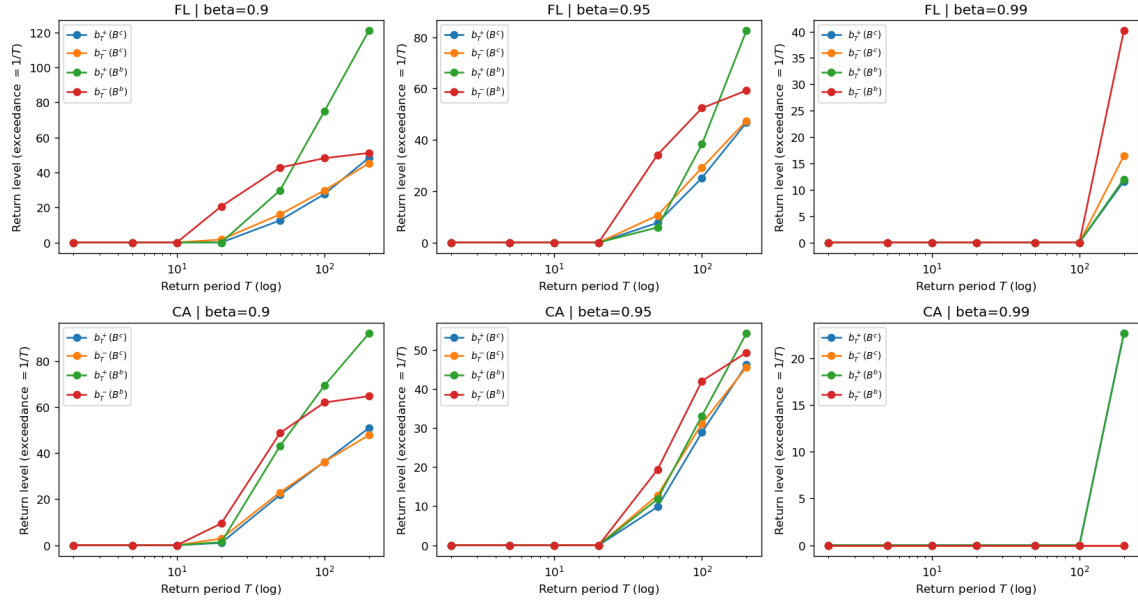 FL | beta=0.9
Return level (exceedance = 1/T)
120
100
80
60
40
20
0
b_T^+(B^c)
b_T^-(B^c)
b_T^+(B^b)
b_T^-(B^b)
10^1
10^2
Return period T (log)
FL | beta=0.95
Return level (exceedance = 1/T)
80
60
40
20
0
b_T^+(B^c)
b_T^-(B^c)
b_T^+(B^b)
b_T^-(B^b)
10^1
10^2
Return period T (log)
FL | beta=0.99
Return level (exceedance = 1/T)
40
35
30
25
20
15
10
5
0
b_T^+(B^c)
b_T^-(B^c)
b_T^+(B^b)
b_T^-(B^b)
10^1
10^2
Return period T (log)
CA | beta=0.9
Return level (exceedance = 1/T)
80
60
40
20
0
b_T^+(B^c)
b_T^-(B^c)
b_T^+(B^b)
b_T^-(B^b)
10^1
10^2
Return period T (log)
CA | beta=0.95
Return level (exceedance = 1/T)
50
40
30
20
10
0
b_T^+(B^c)
b_T^-(B^c)
b_T^+(B^b)
b_T^-(B^b)
10^1
10^2
Return period T (log)
CA | beta=0.99
Return level (exceedance = 1/T)
20
15
10
5
0
b_T^+(B^c)
b_T^-(B^c)
b_T^+(B^b)
b_T^-(B^b)
10^1
10^2
Return period T (log)